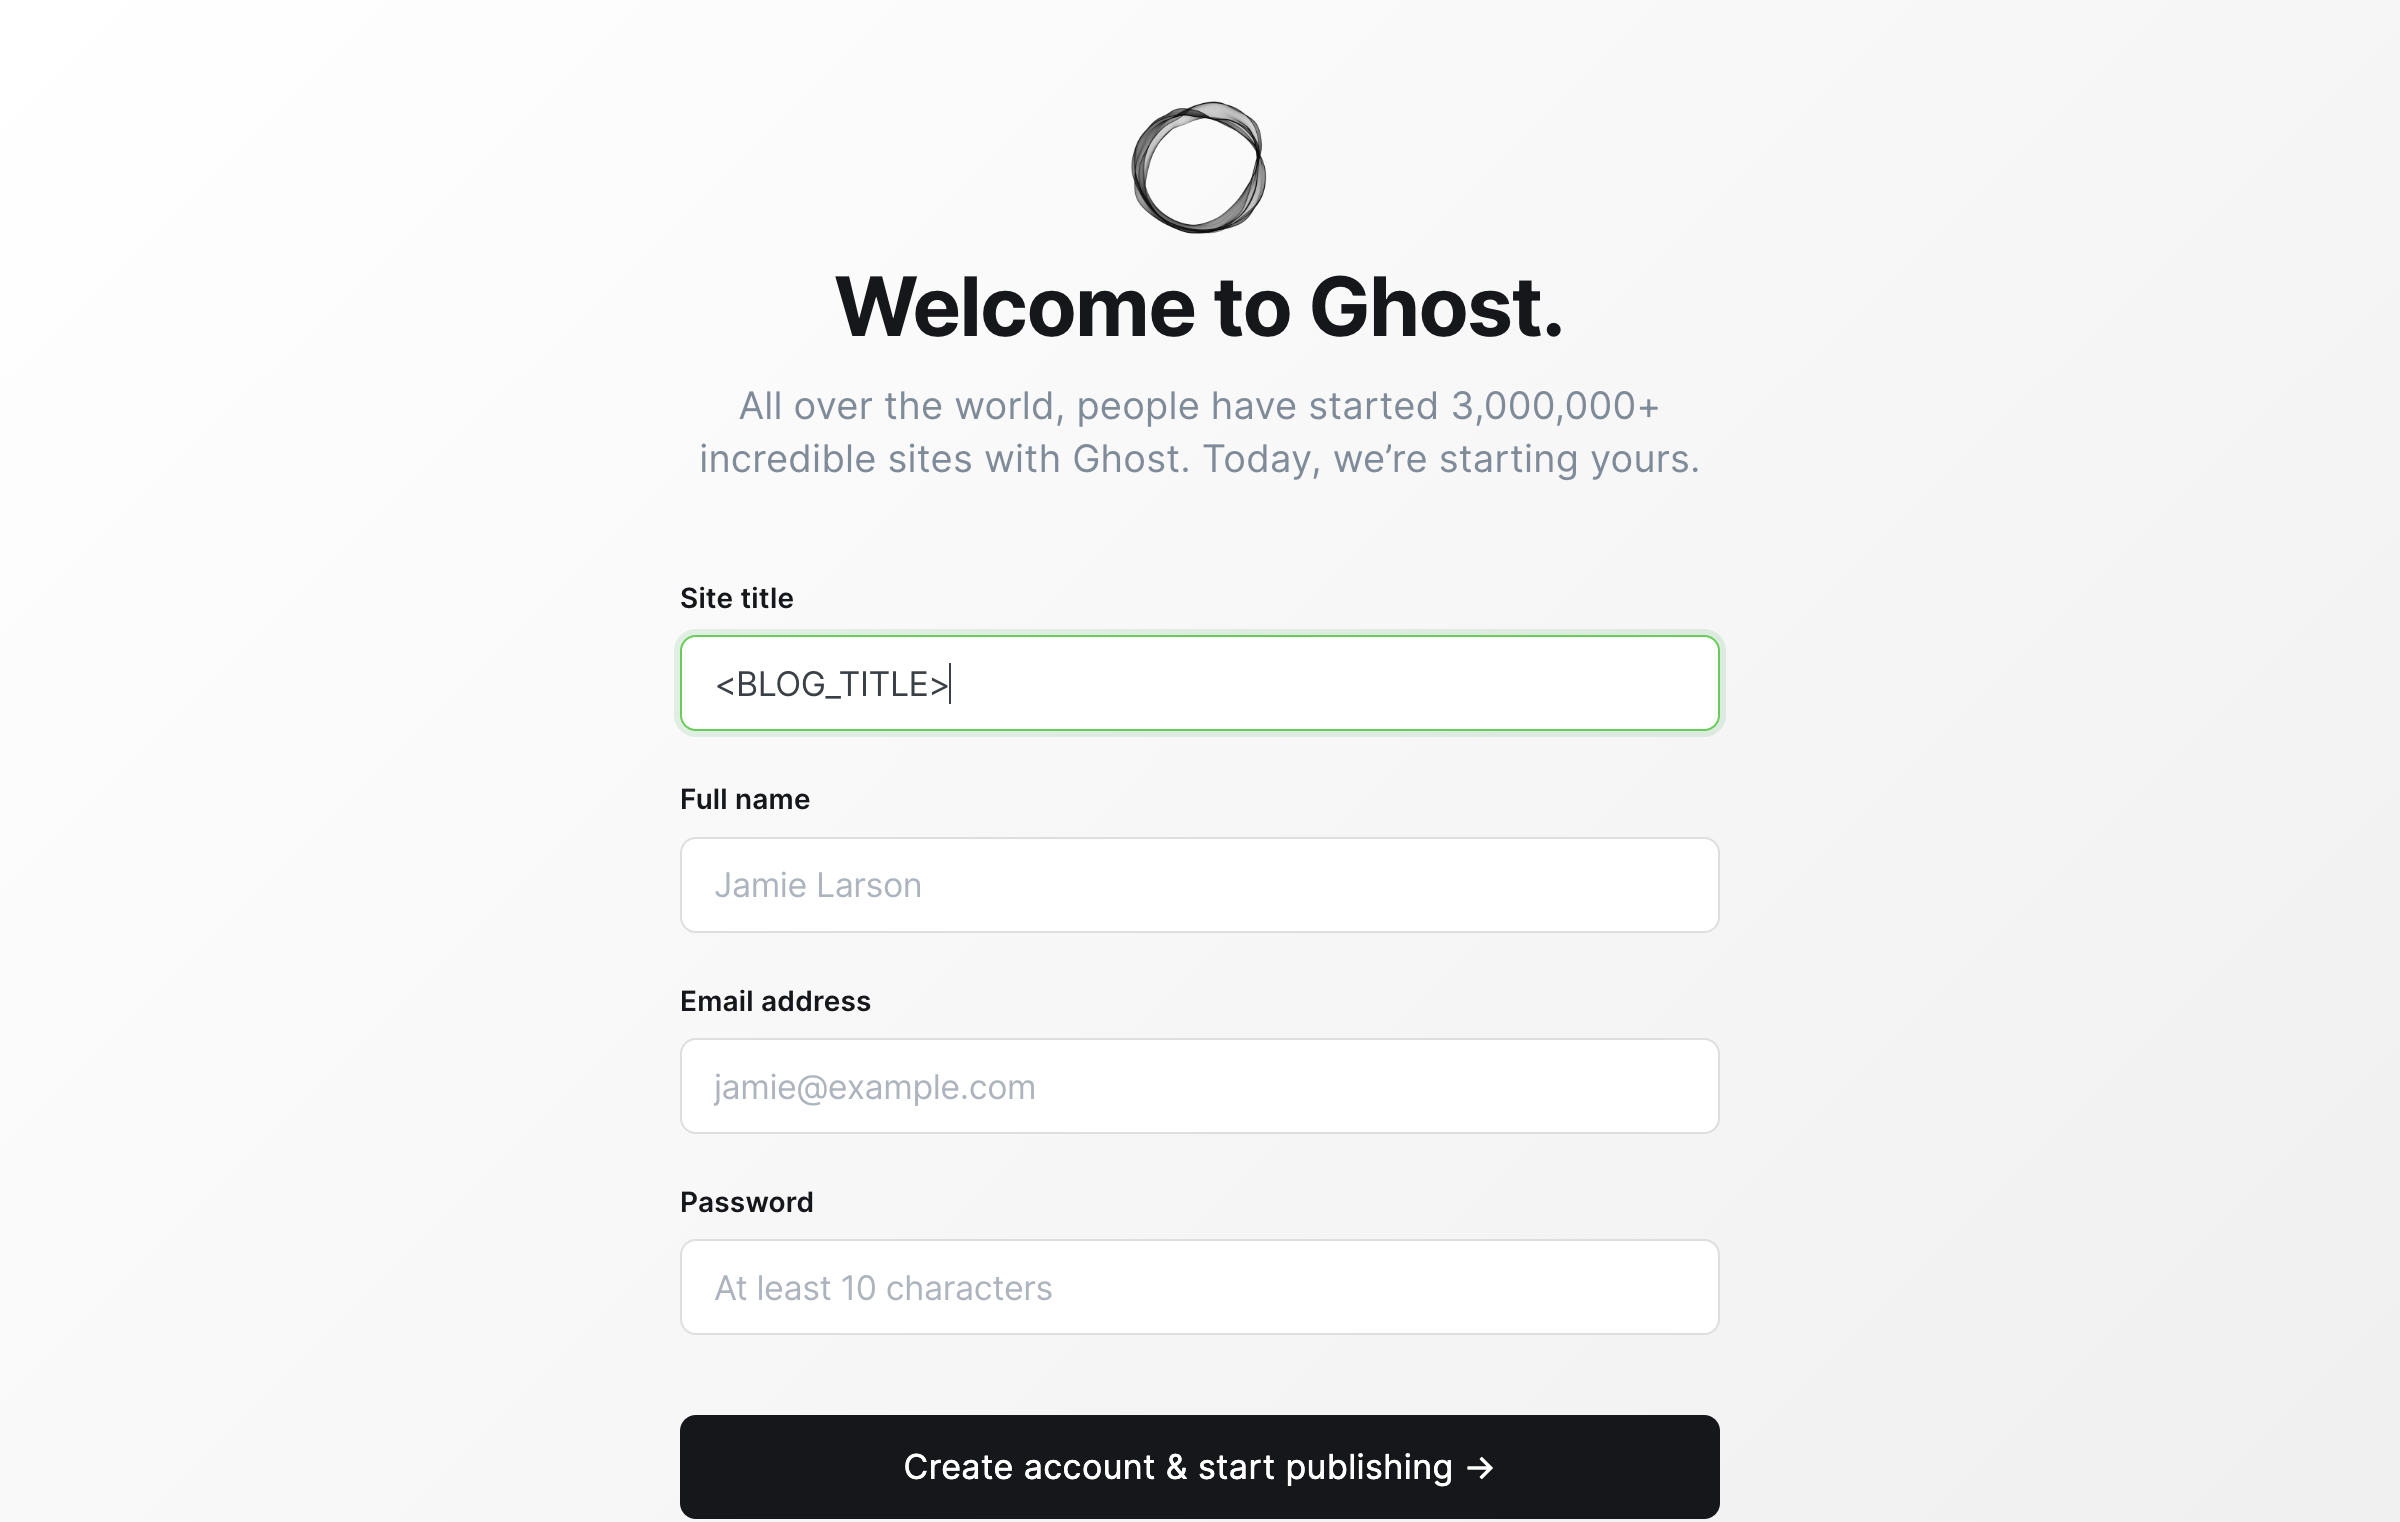 Welcome to Ghost.
All over the world, people have started 3,000,000+
incredible sites with Ghost. Today, we’re starting yours.
Site title
<BLOG_TITLE>
Full name
Jamie Larson
Email address
jamie@example.com
Password
At least 10 characters
Create account & start publishing →